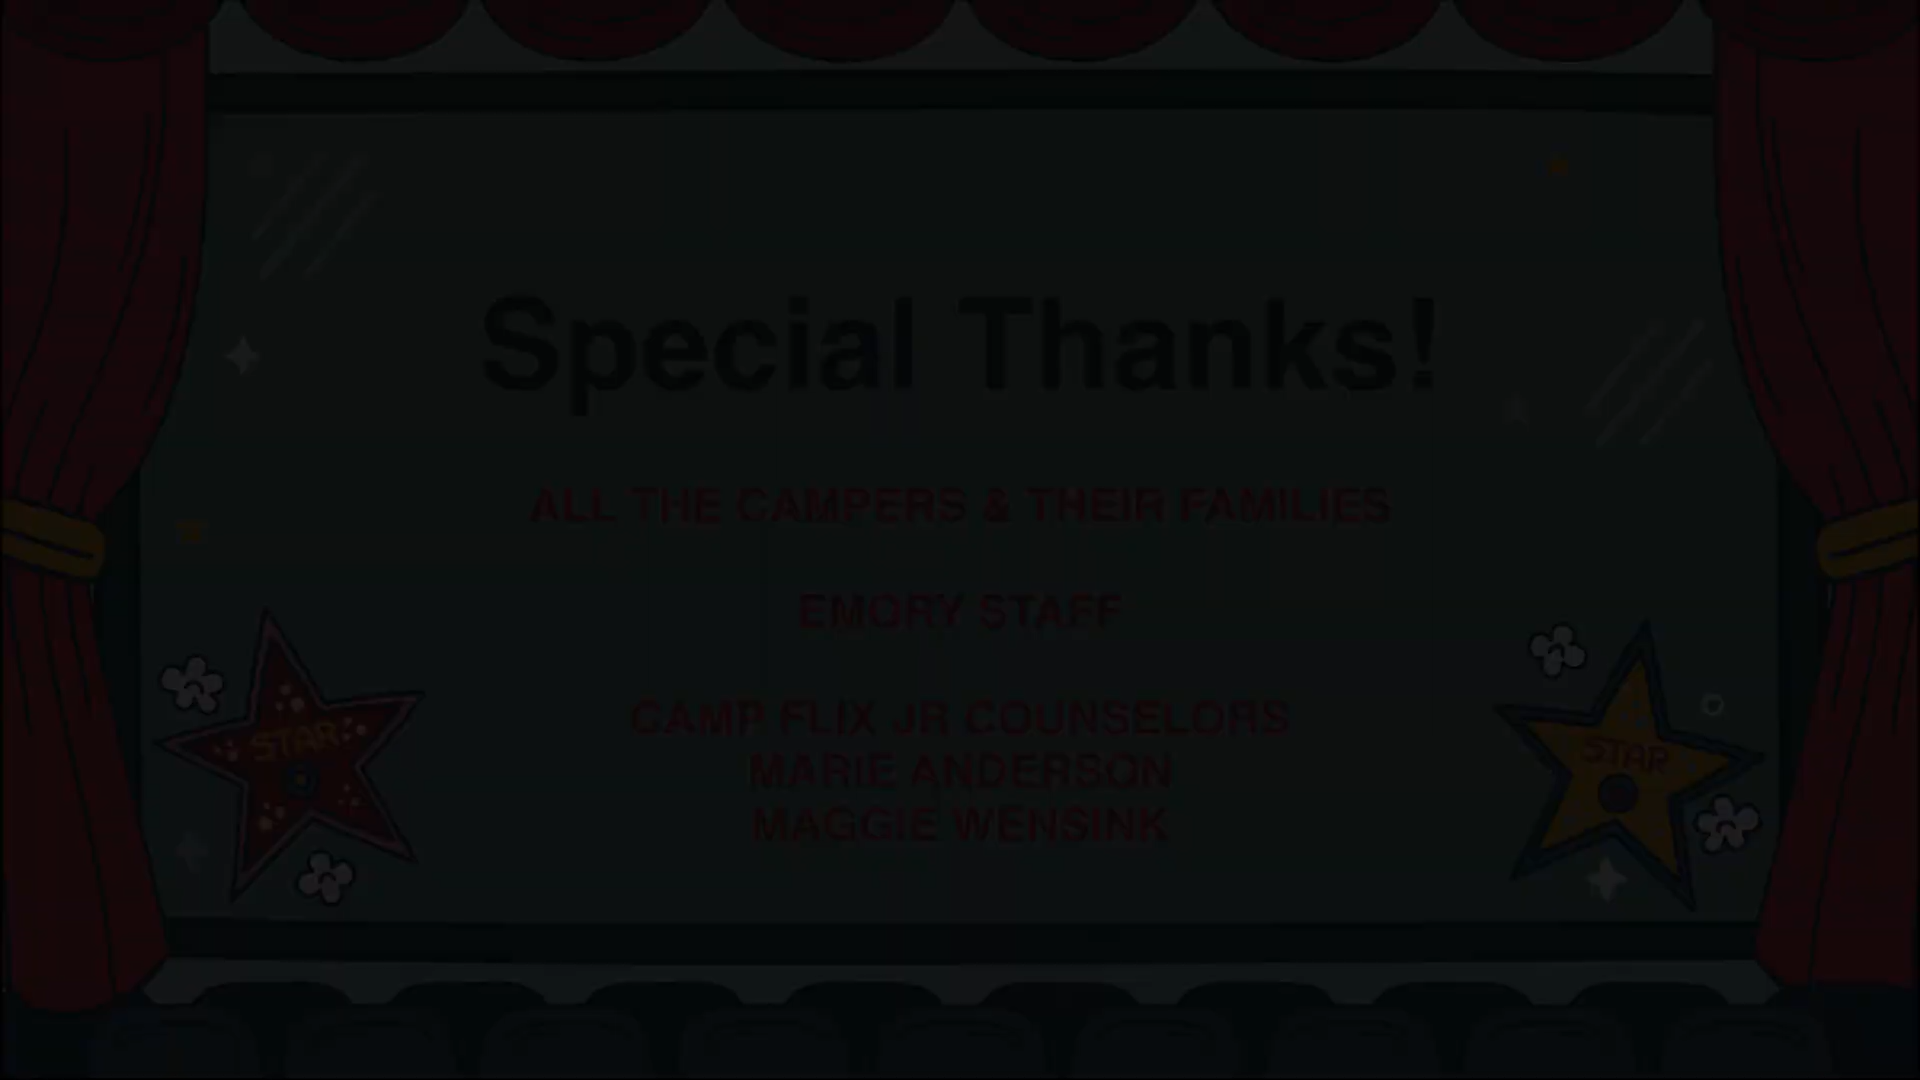 Special Thanks!
ALL THE CAMPERS & THEIR FAMILIES
EMORY STAFF
CAMP FLIX JR COUNSELORS
MARIE ANDERSON
MAGGIE WENSINK
STAR
STAR